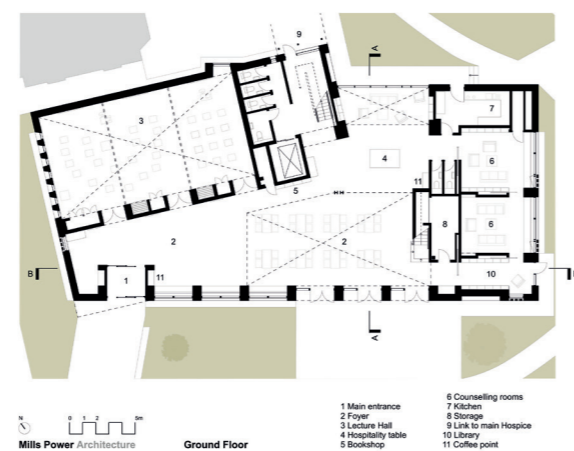 9
A
3
7
4
6
5
11
2
8
2
6
B
1
11
10
B
A
N
0 1 2 5m
Mills Power Architecture
Ground Floor
1 Main entrance
2 Foyer
3 Lecture Hall
4 Hospitality table
5 Bookshop
6 Counselling rooms
7 Kitchen
8 Storage
9 Link to main Hospice
10 Library
11 Coffee point